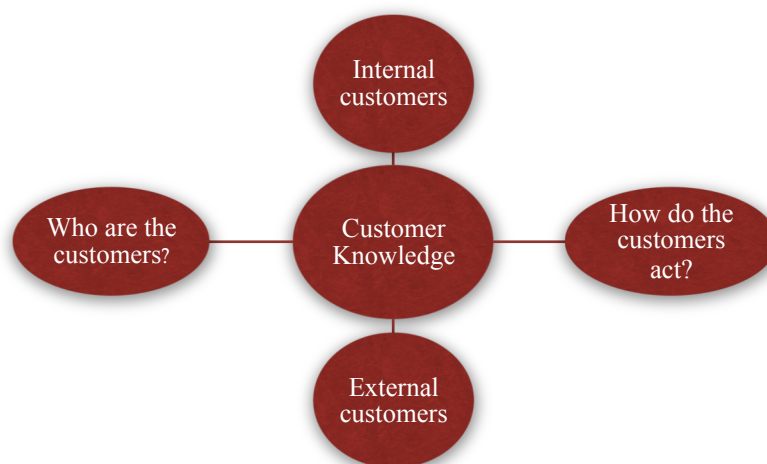 Internal
customers
Who are the
customers?
Customer
Knowledge
How do the
customers
act?
External
customers